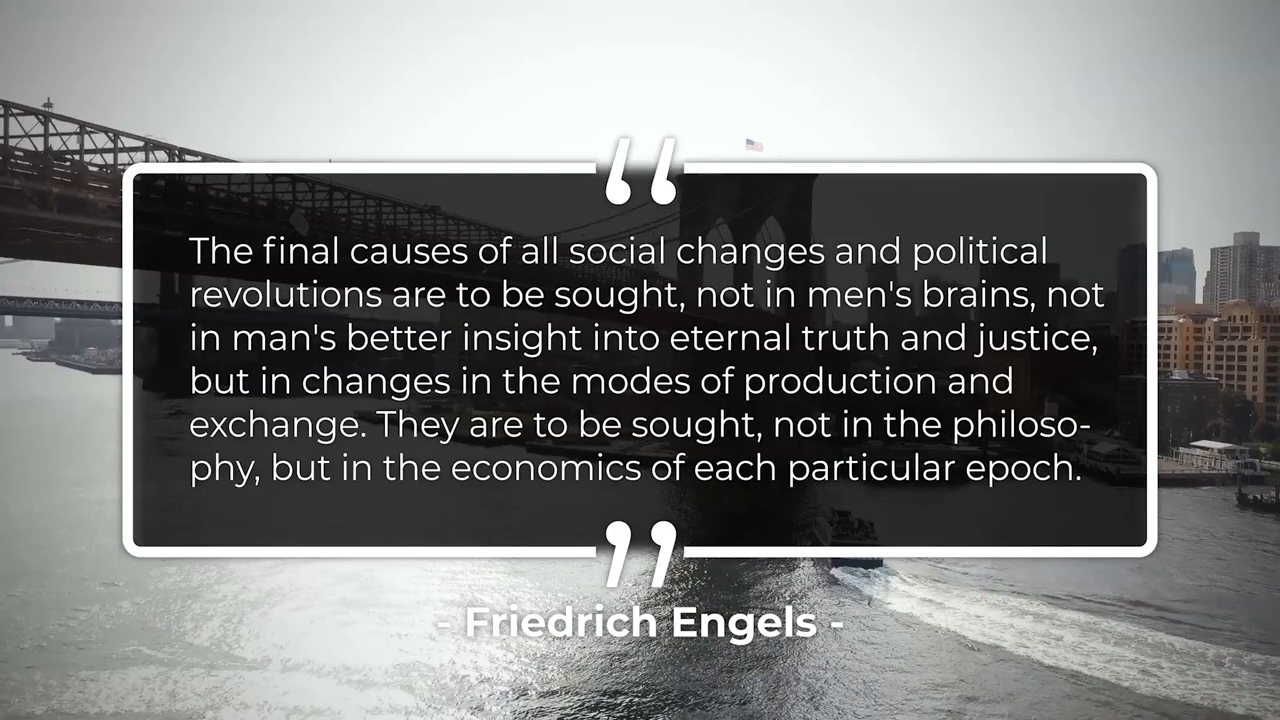 The final causes of all social changes and political
revolutions are to be sought, not in men's brains, not
in man's better insight into eternal truth and justice,
but in changes in the modes of production and
exchange. They are to be sought, not in the philoso-
phy, but in the economics of each particular epoch.
- Friedrich Engels -